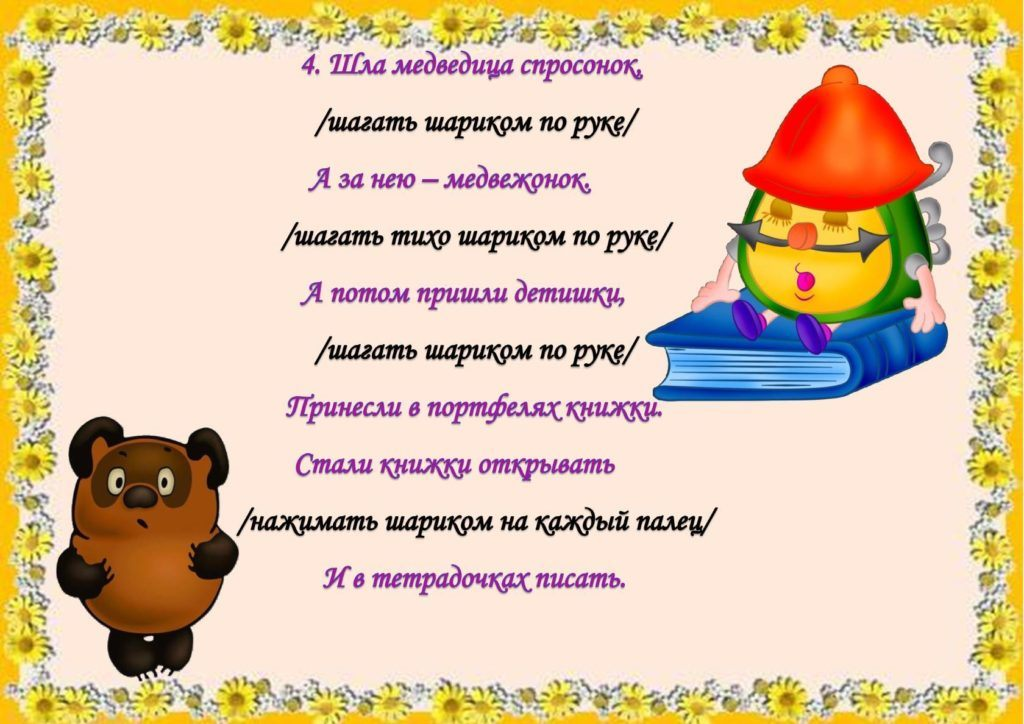 4. Шла медведица спросонок,
/шагать шариком по руке/
А за нею – медвежонок.
/шагать тихо шариком по руке/
А потом пришли детишки,
/шагать шариком по руке/
Принесли в портфелях книжки.
Стали книжки открывать
/нажимать шариком на каждый палец/
И в тетрадочках писать.